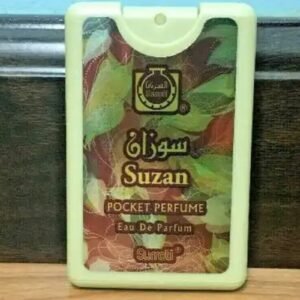 ®
سوزان
Suzan
POCKET PERFUME
Eau De Parfum
Surrati®